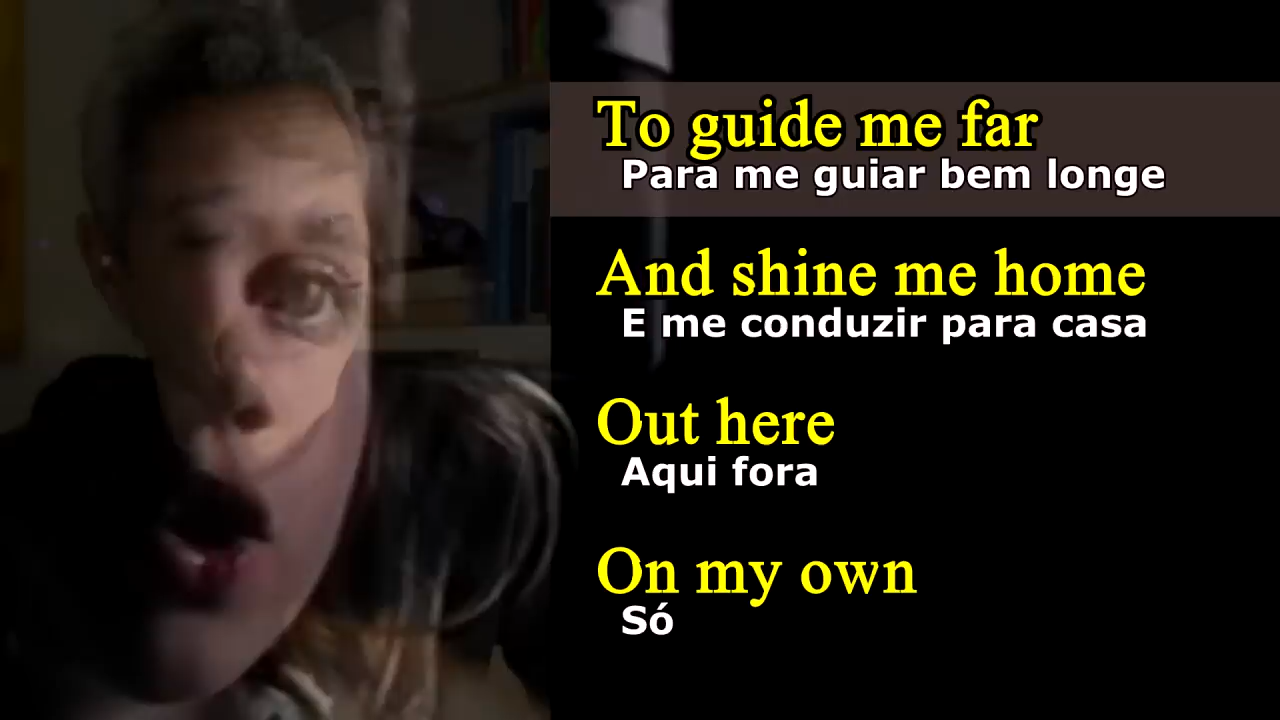 To guide me far
Para me guiar bem longe
And shine me home
E me conduzir para casa
Out here
Aqui fora
On my own
Só